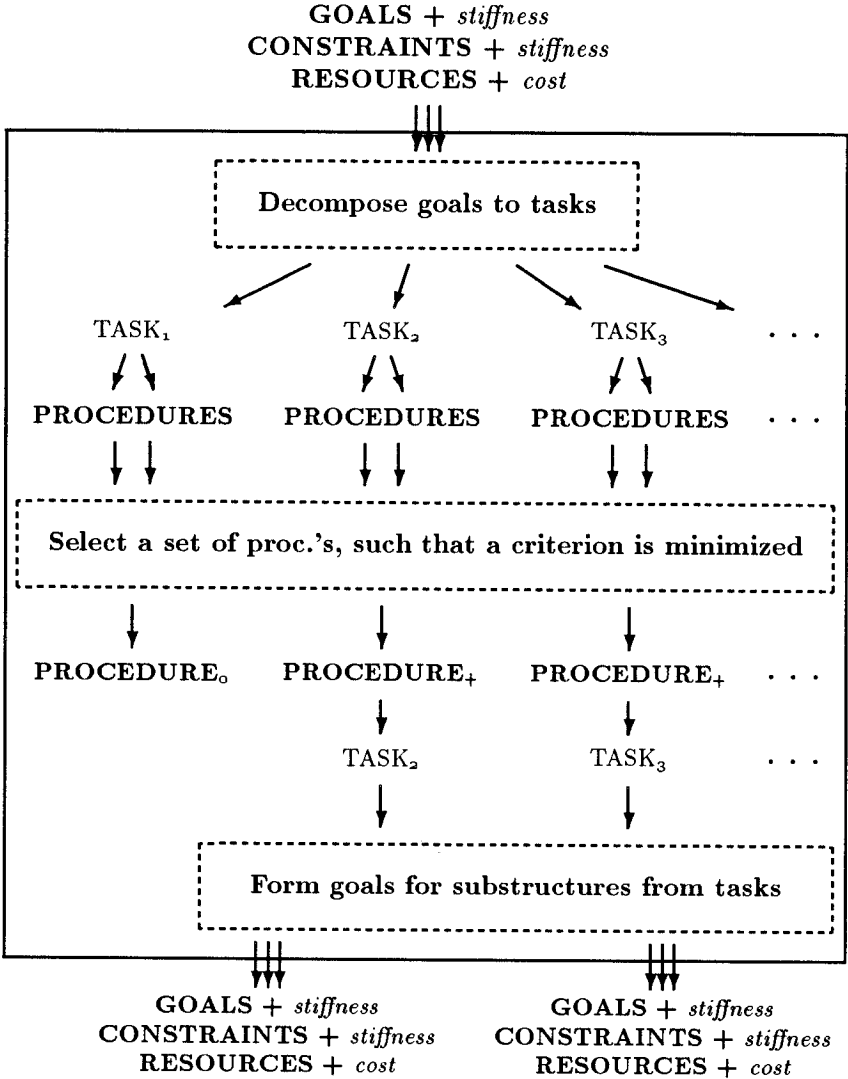 GOALS + stiffness
CONSTRAINTS + stiffness
RESOURCES + cost
Decompose goals to tasks
TASK₁ TASK₂ TASK₃ . . .
PROCEDURES PROCEDURES PROCEDURES . . .
Select a set of proc.'s, such that a criterion is minimized
PROCEDURE₀ PROCEDURE₊ PROCEDURE₊ . . .
TASK₂ TASK₃ . . .
Form goals for substructures from tasks
GOALS + stiffness GOALS + stiffness
CONSTRAINTS + stiffness CONSTRAINTS + stiffness
RESOURCES + cost RESOURCES + cost